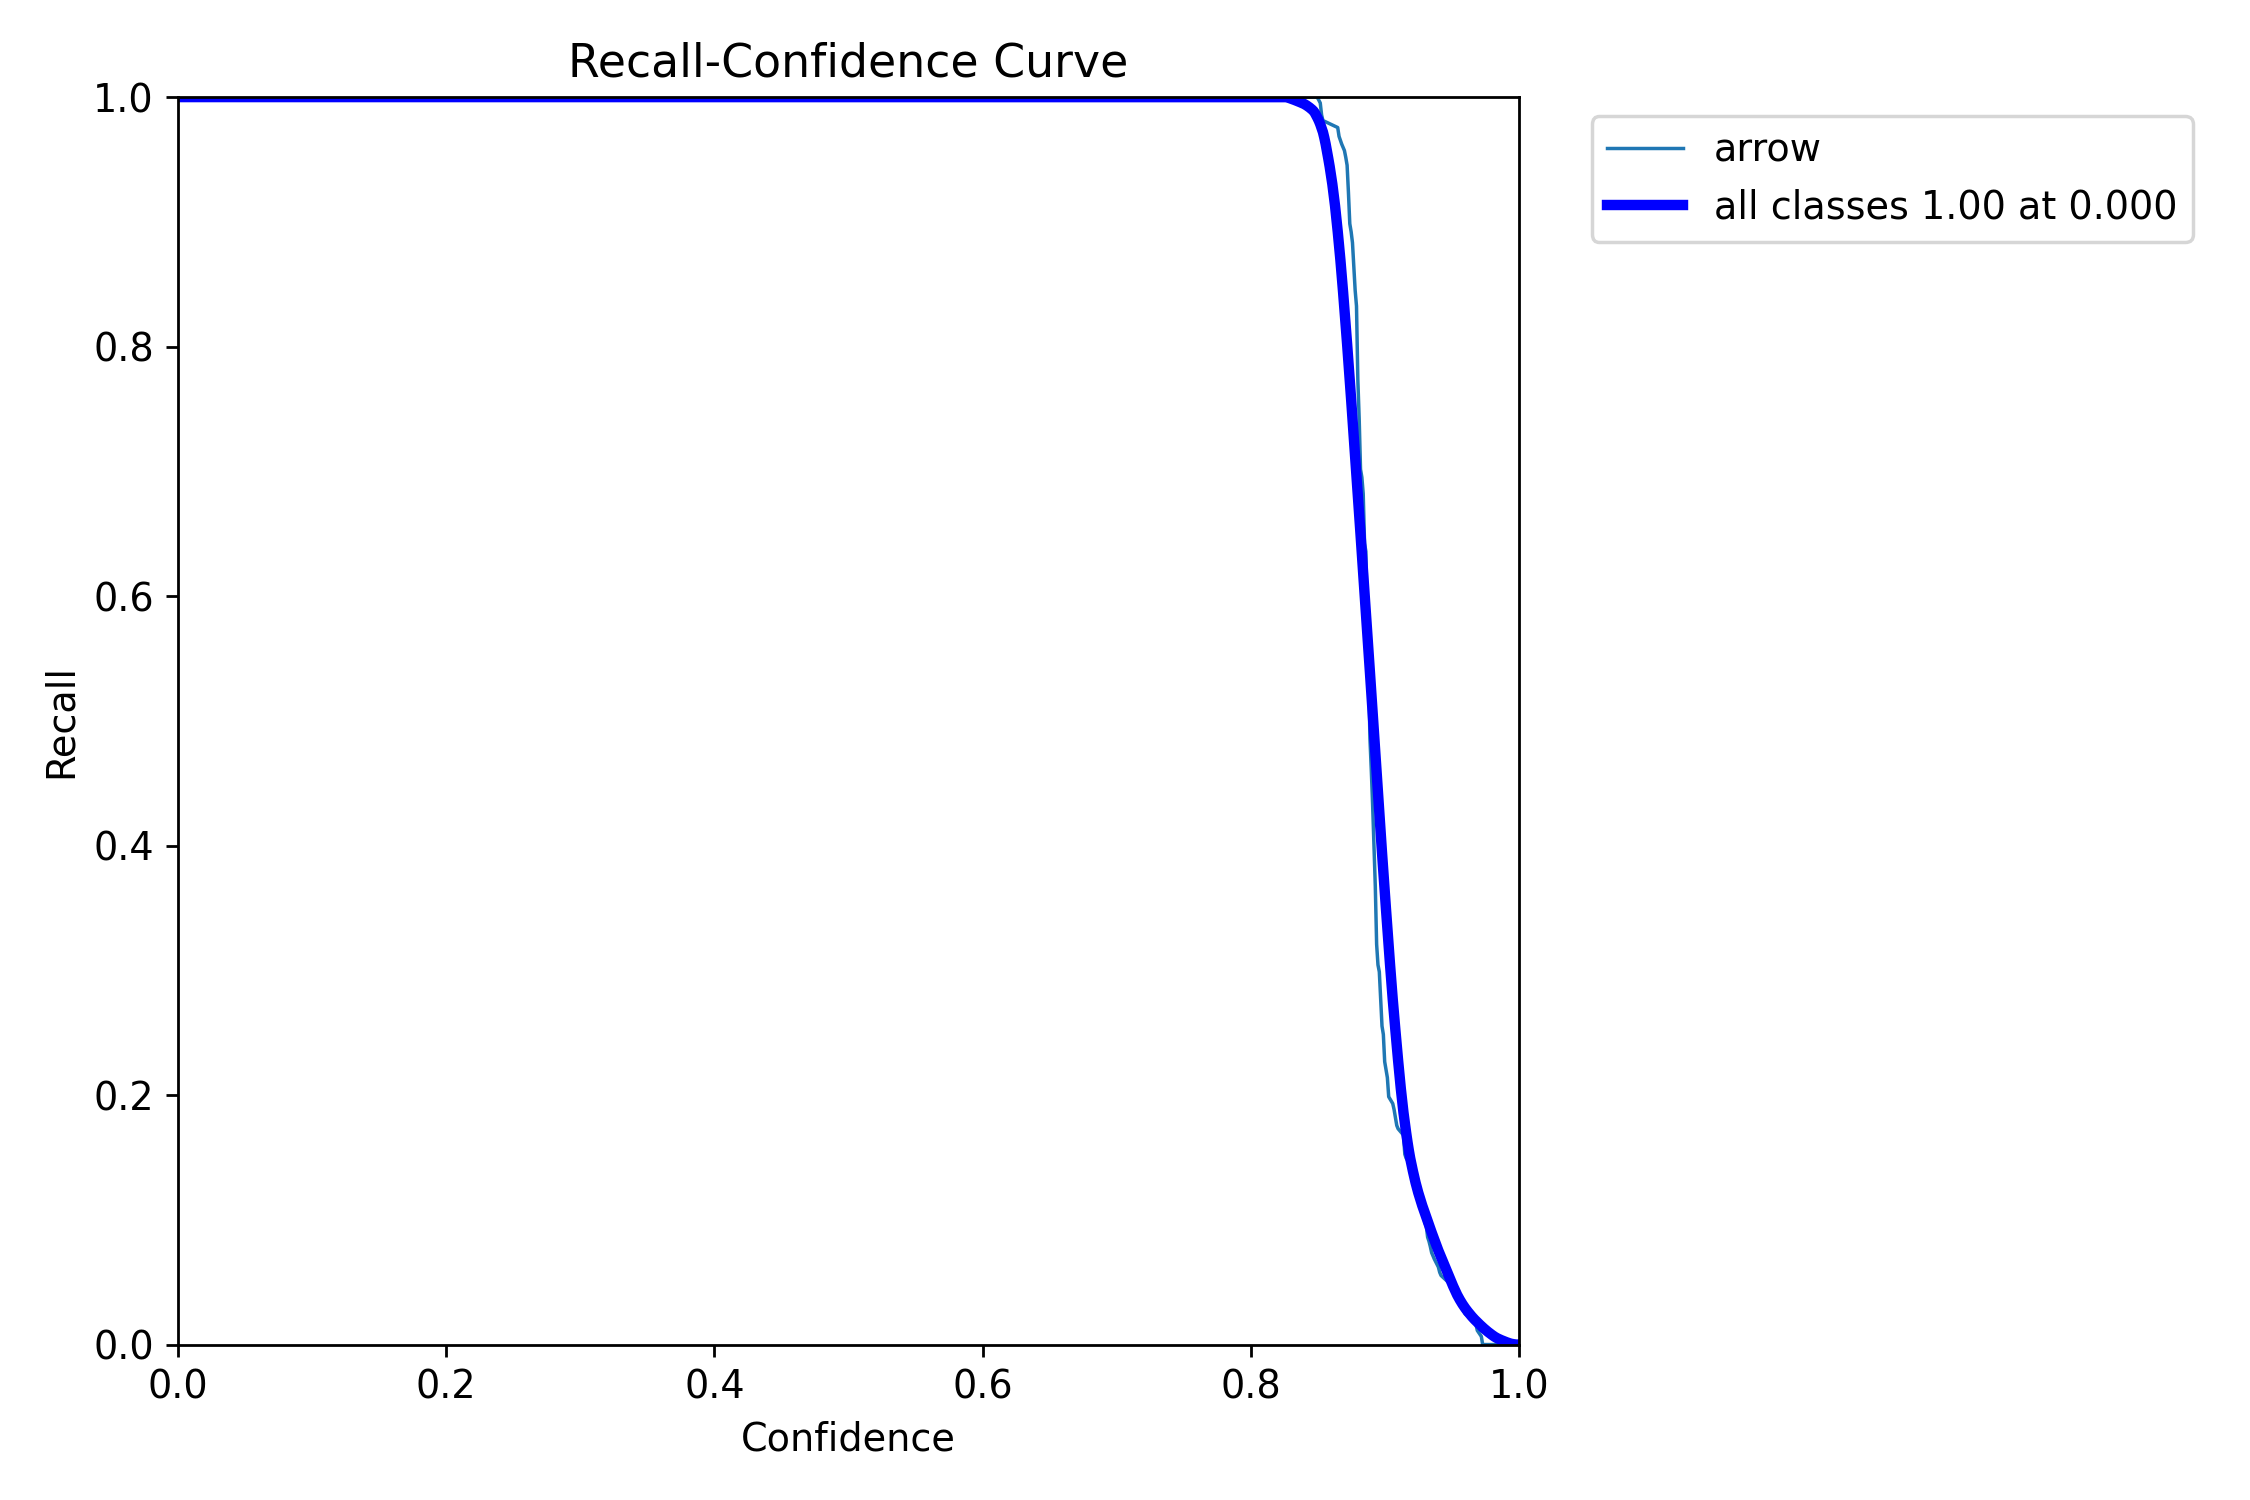 Recall-Confidence Curve
1.0
0.8
0.6
0.4
0.2
0.0
Recall
0.0 0.2 0.4 0.6 0.8 1.0
Confidence
arrow
all classes 1.00 at 0.000